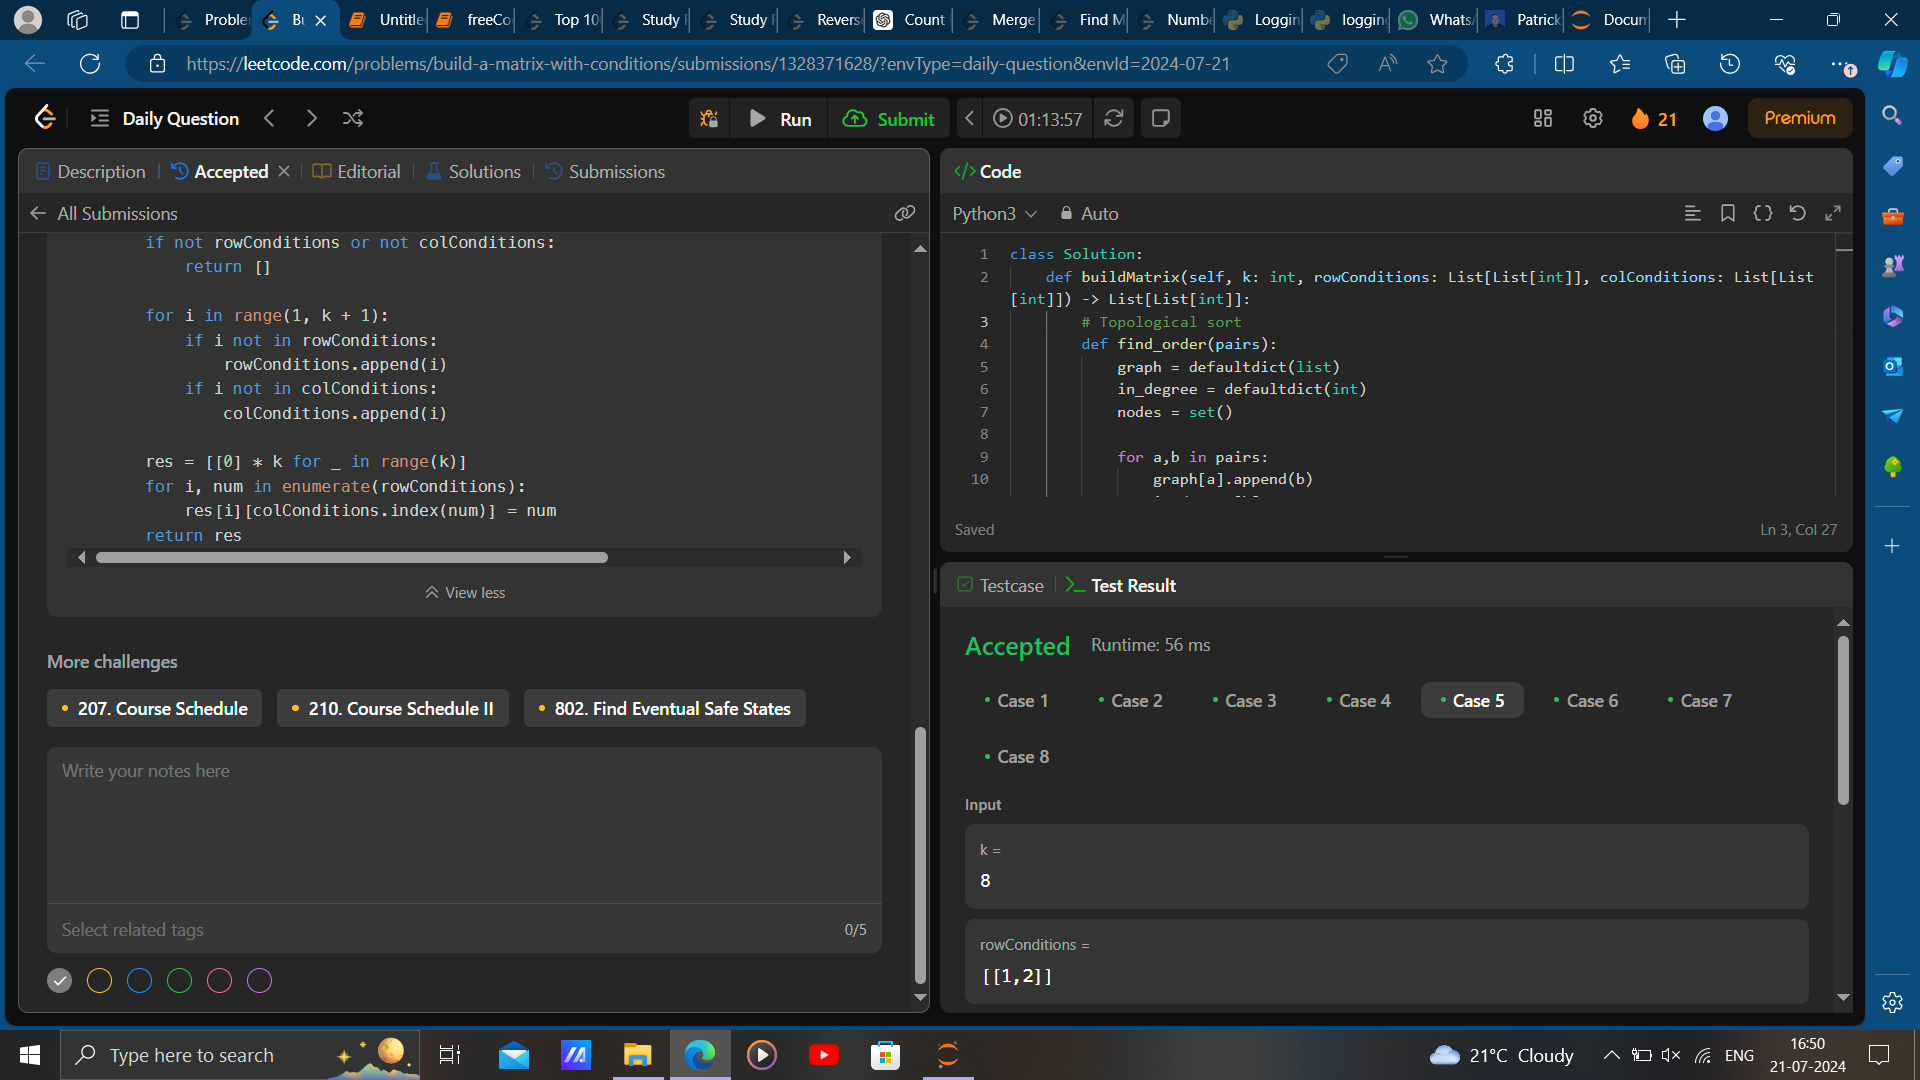 Proble
Bu
Untitle
freeCo
Top 10
Study P
Study P
Revers
Count
Merge
Find M
Numb
Loggin
logging
Whats
Patrick
Docum
https://leetcode.com/problems/build-a-matrix-with-conditions/submissions/1328371628/?envType=daily-question&envId=2024-07-21
Daily Question
Run
Submit
01:13:57
21
Premium
Description
Accepted
Editorial
Solutions
Submissions
All Submissions
if not rowConditions or not colConditions:
return []
for i in range(1, k + 1):
if i not in rowConditions:
rowConditions.append(i)
if i not in colConditions:
colConditions.append(i)
res = [[0] * k for _ in range(k)]
for i, num in enumerate(rowConditions):
res[i][colConditions.index(num)] = num
return res
View less
More challenges
207. Course Schedule
210. Course Schedule II
802. Find Eventual Safe States
Write your notes here
Select related tags
0/5
</> Code
Python3
Auto
1 class Solution:
2 def buildMatrix(self, k: int, rowConditions: List[List[int]], colConditions: List[List
[int]]) -> List[List[int]]:
3 # Topological sort
4 def find_order(pairs):
5 graph = defaultdict(list)
6 in_degree = defaultdict(int)
7 nodes = set()
8
9 for a,b in pairs:
10 graph[a].append(b)
Saved
Ln 3, Col 27
Testcase
Test Result
Accepted
Runtime: 56 ms
Case 1
Case 2
Case 3
Case 4
Case 5
Case 6
Case 7
Case 8
Input
k =
8
rowConditions =
[[1,2]]
Type here to search
21°C Cloudy
ENG
16:50
21-07-2024